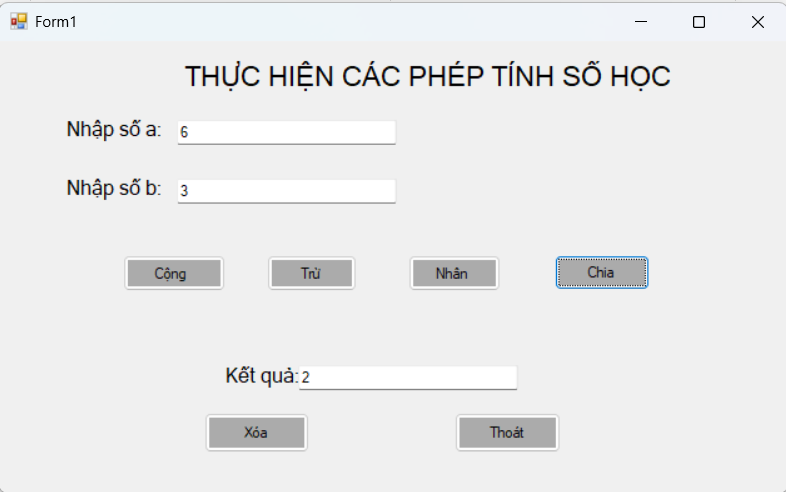 Form1
THỰC HIỆN CÁC PHÉP TÍNH SỐ HỌC
Nhập số a: 6
Nhập số b: 3
Cộng Trừ Nhân Chia
Kết quả: 2
Xóa Thoát